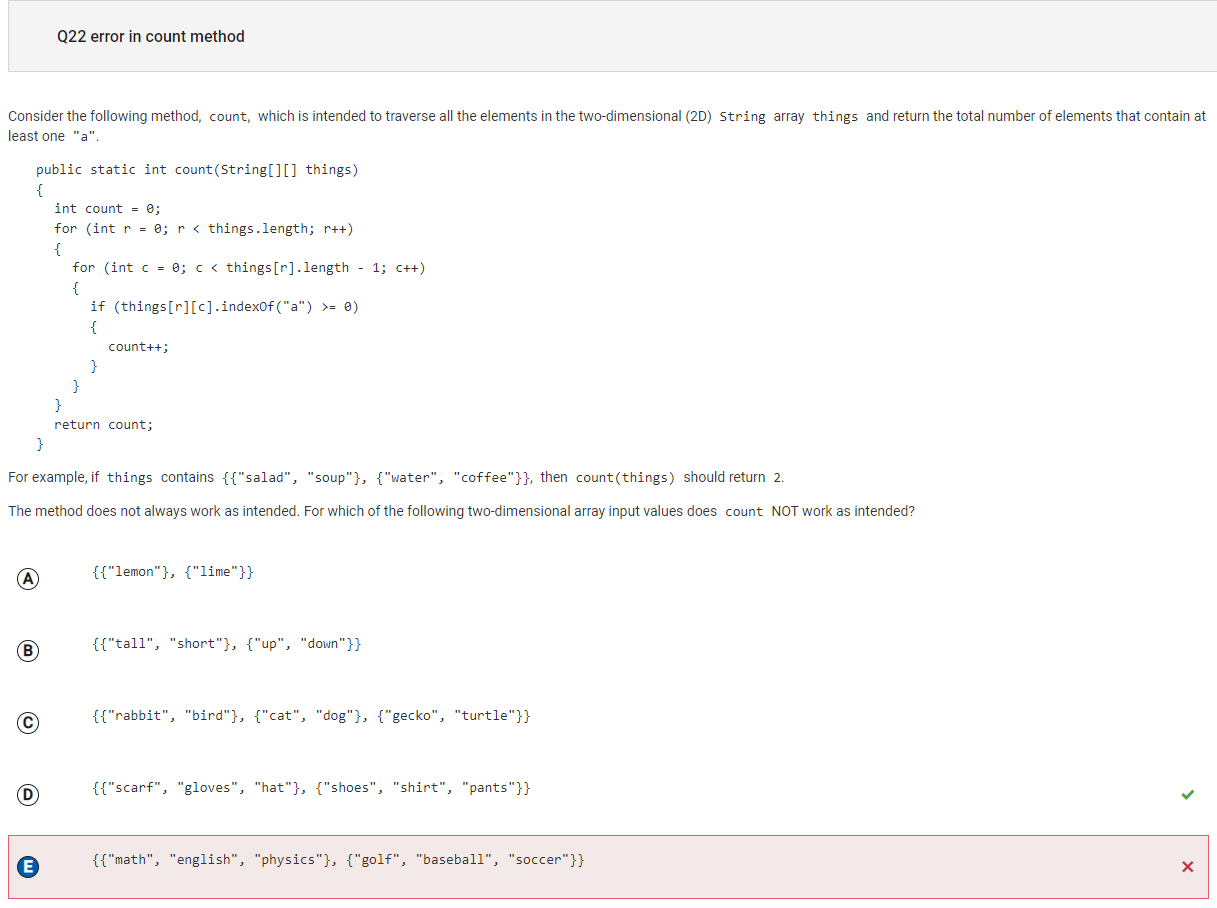 Q22 error in count method
Consider the following method, count, which is intended to traverse all the elements in the two-dimensional (2D) String array things and return the total number of elements that contain at
least one "a".
public static int count(String[][] things)
{
int count = 0;
for (int r = 0; r < things.length; r++)
{
for (int c = 0; c < things[r].length - 1; c++)
{
if (things[r][c].indexOf("a") >= 0)
{
count++;
}
}
}
return count;
}
For example, if things contains {{"salad", "soup"}, {"water", "coffee"}}, then count(things) should return 2.
The method does not always work as intended. For which of the following two-dimensional array input values does count NOT work as intended?
A {{"lemon"}, {"lime"}}
B {{"tall", "short"}, {"up", "down"}}
C {{"rabbit", "bird"}, {"cat", "dog"}, {"gecko", "turtle"}}
D {{"scarf", "gloves", "hat"}, {"shoes", "shirt", "pants"}}
E {{"math", "english", "physics"}, {"golf", "baseball", "soccer"}}